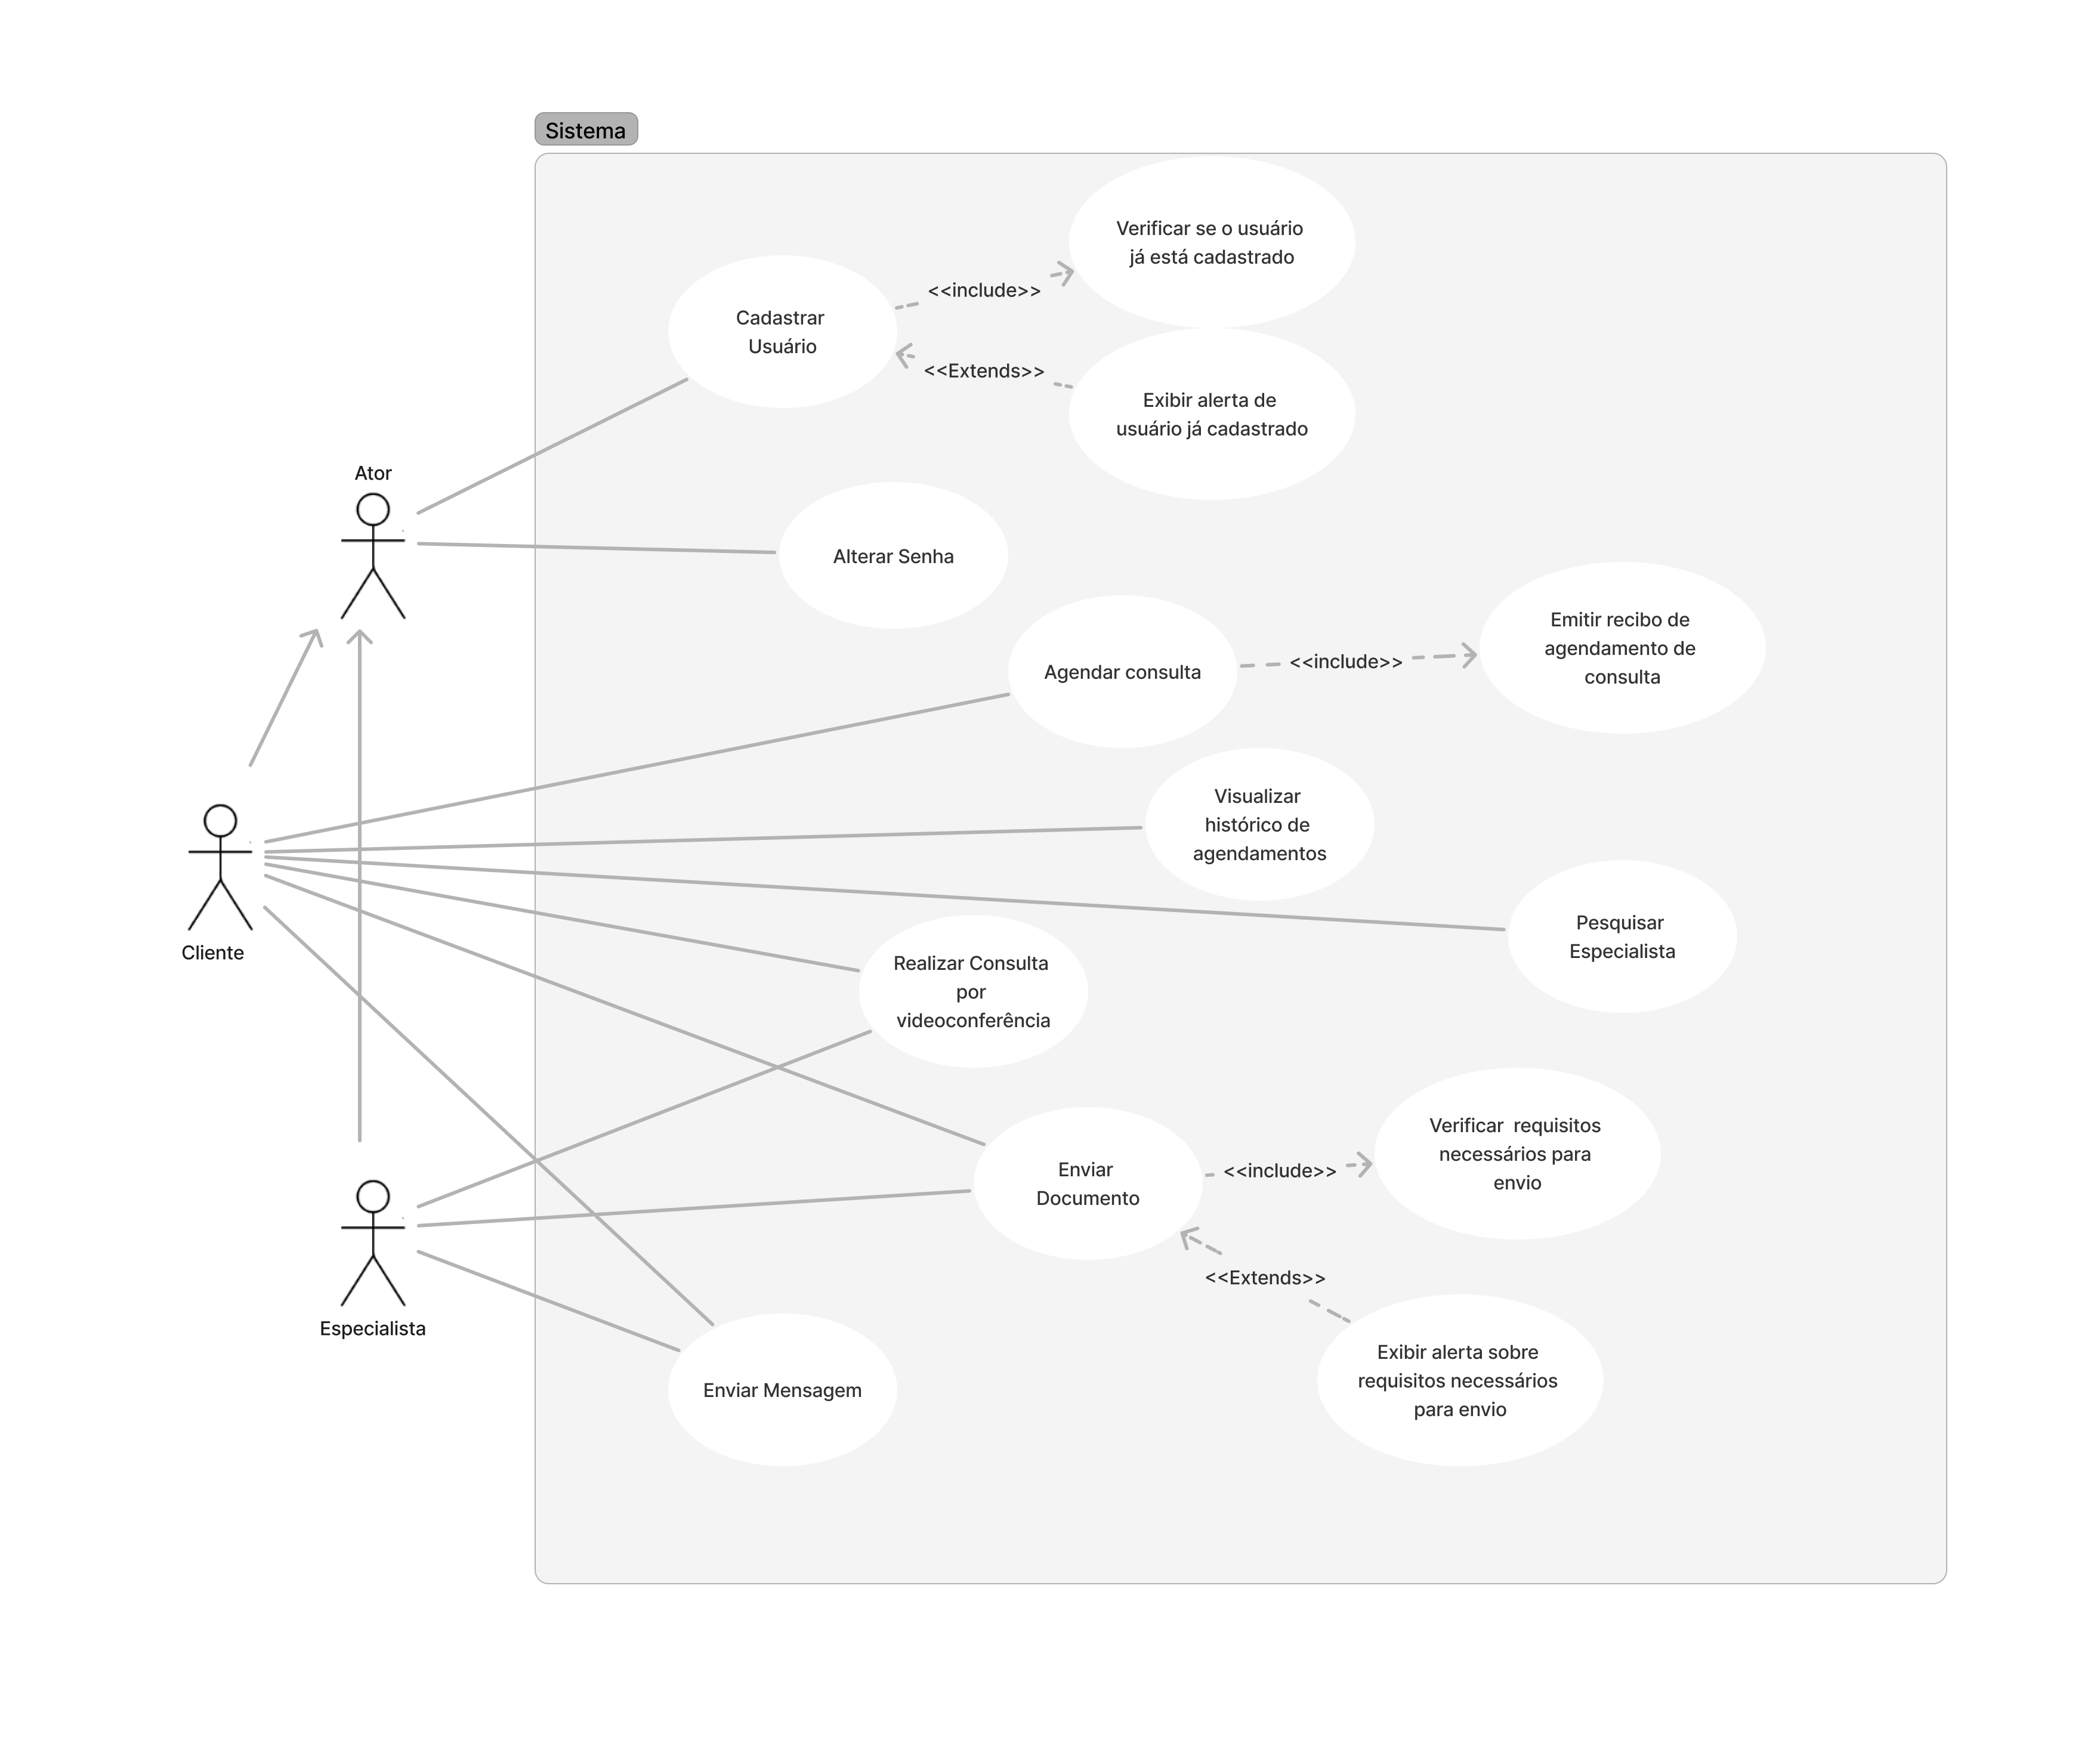 Sistema
Verificar se o usuário
já está cadastrado
<<include>>
Cadastrar
Usuário
<<Extends>>
Exibir alerta de
usuário já cadastrado
Ator
Alterar Senha
Emitir recibo de
agendamento de
consulta
<<include>>
Agendar consulta
Visualizar
histórico de
agendamentos
Pesquisar
Especialista
Cliente
Realizar Consulta
por
videoconferência
Verificar  requisitos
necessários para
envio
<<include>>
Enviar
Documento
<<Extends>>
Especialista
Exibir alerta sobre
requisitos necessários
para envio
Enviar Mensagem